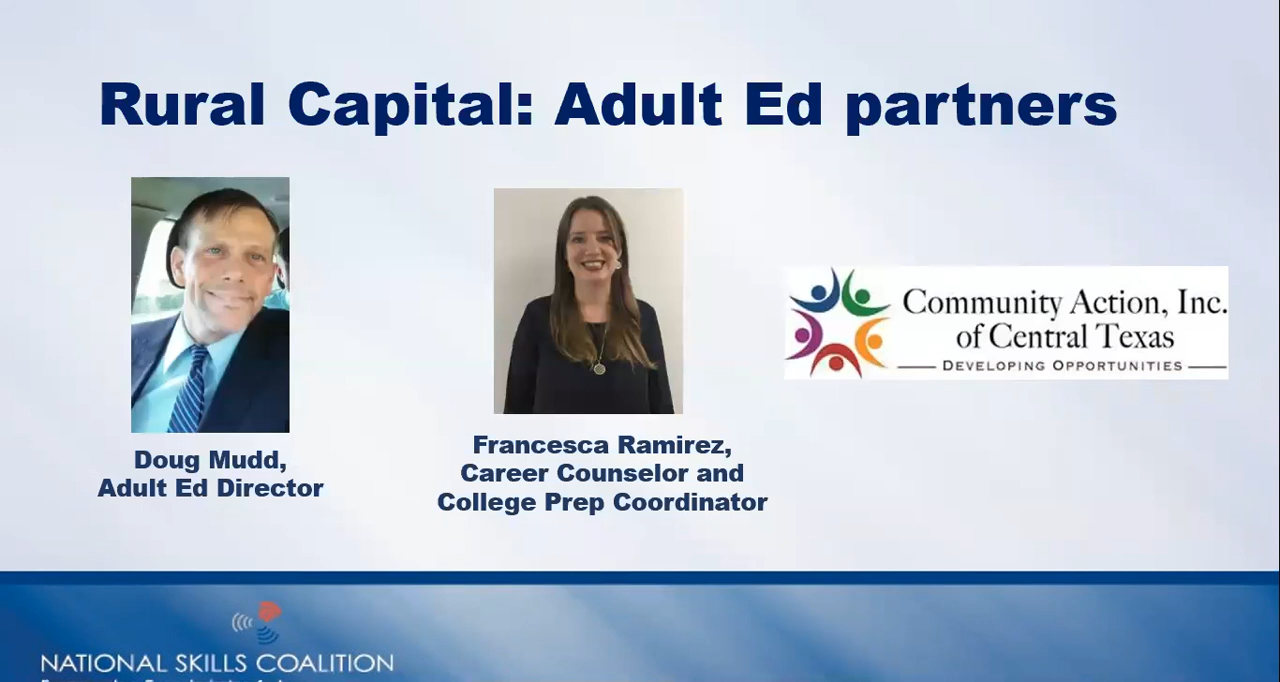 Rural Capital: Adult Ed partners
Doug Mudd,
Adult Ed Director
Francesca Ramirez,
Career Counselor and
College Prep Coordinator
Community Action, Inc.
of Central Texas
Developing Opportunities
NATIONAL SKILLS COALITION